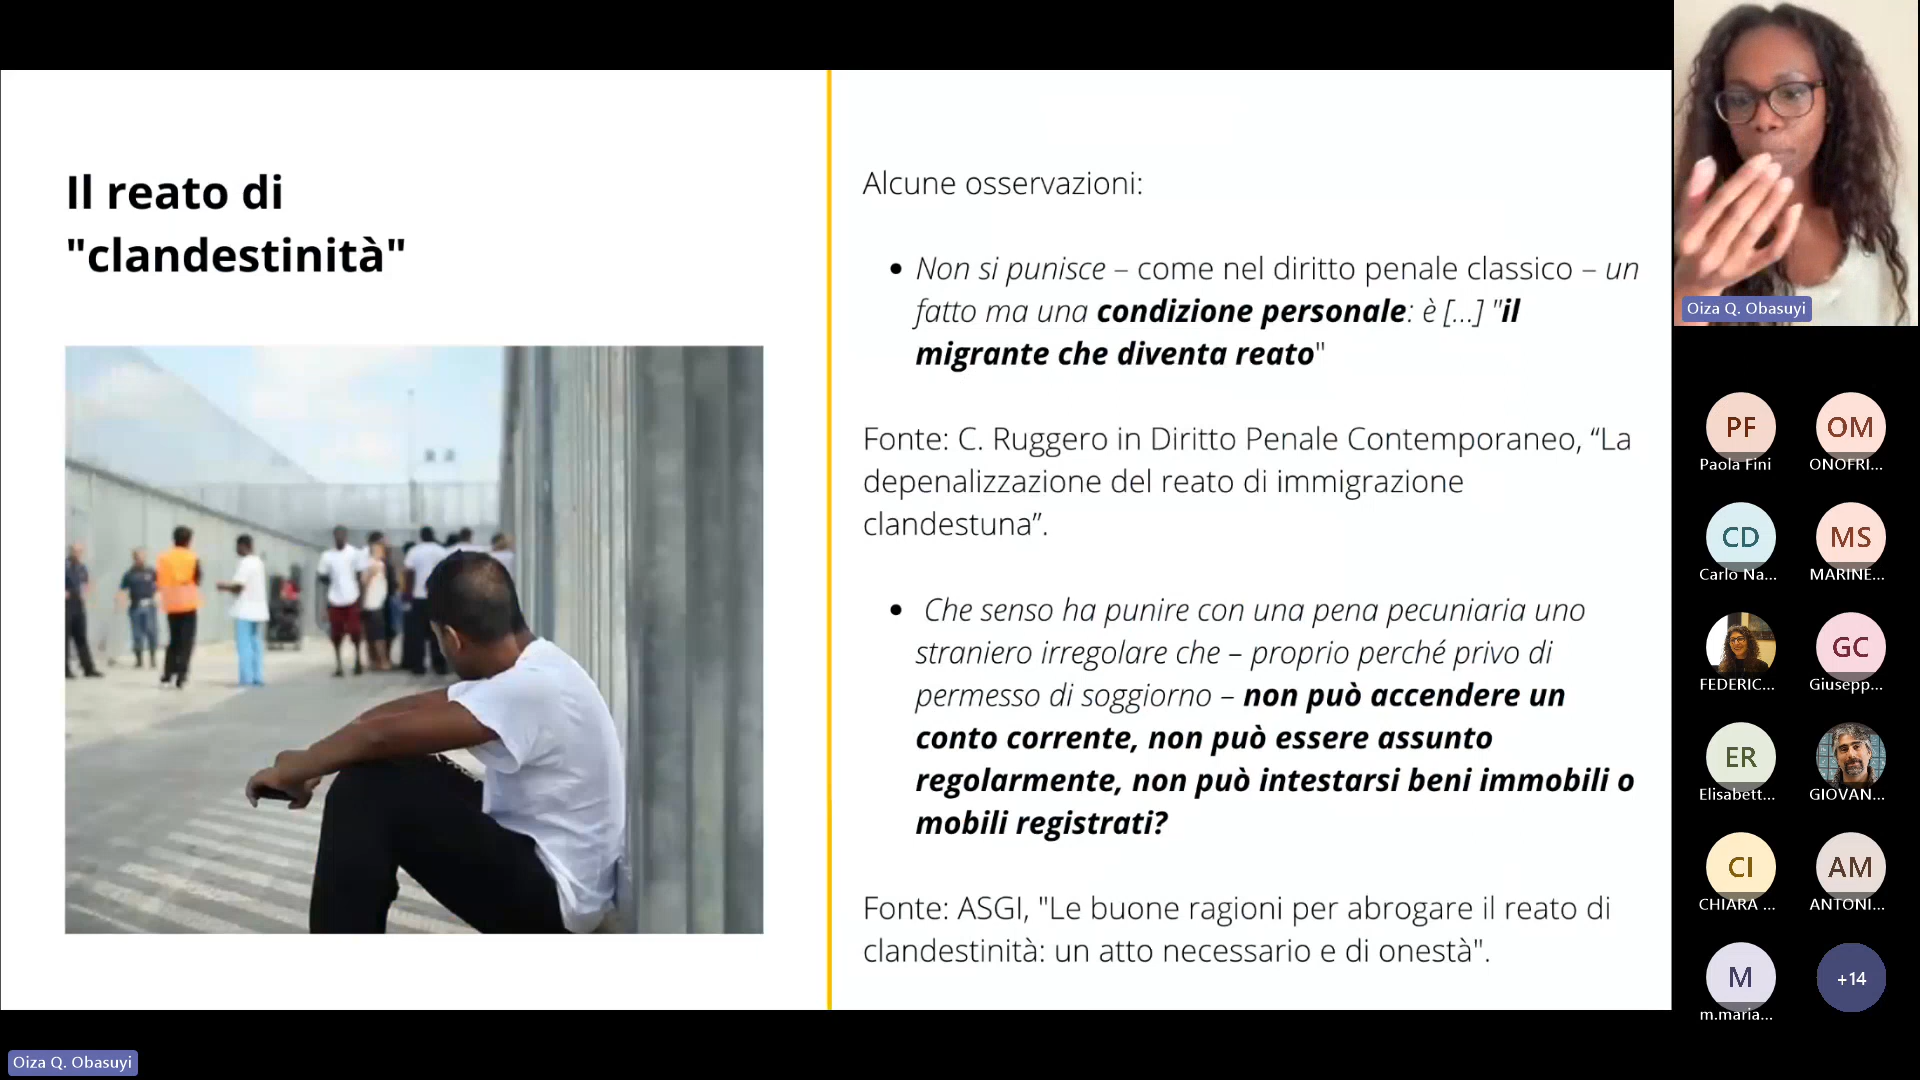 Il reato di
"clandestinità"
Alcune osservazioni:
• Non si punisce – come nel diritto penale classico – un
fatto ma una condizione personale: è [...] "il
migrante che diventa reato"
Fonte: C. Ruggero in Diritto Penale Contemporaneo, “La
depenalizzazione del reato di immigrazione
clandestuna”.
• Che senso ha punire con una pena pecuniaria uno
straniero irregolare che – proprio perché privo di
permesso di soggiorno – non può accendere un
conto corrente, non può essere assunto
regolarmente, non può intestarsi beni immobili o
mobili registrati?
Fonte: ASGI, "Le buone ragioni per abrogare il reato di
clandestinità: un atto necessario e di onestà".
Oiza Q. Obasuyi
PF
Paola Fini
OM
ONOFRI...
CD
Carlo Na...
MS
MARINE...
FEDERIC...
GC
Giusepp...
ER
Elisabett...
GIOVAN...
CI
CHIARA ...
AM
ANTONI...
M
m.maria...
+14
Oiza Q. Obasuyi